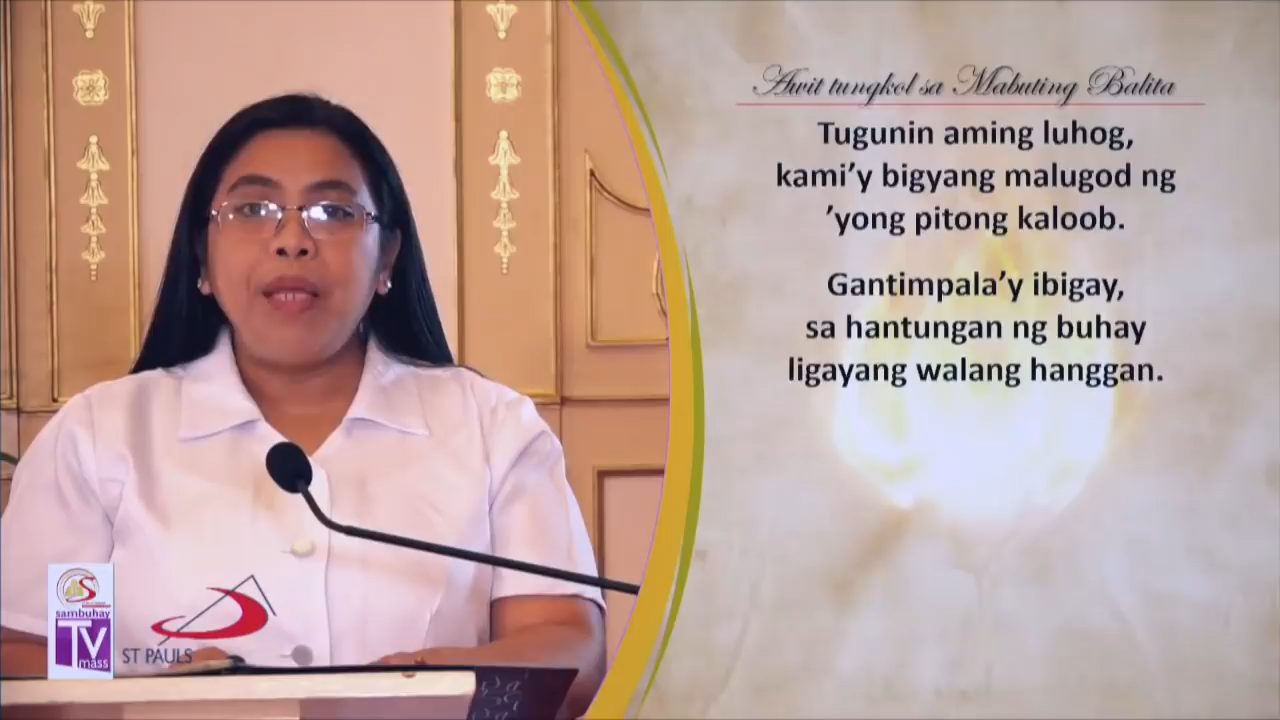 Awit tungkol sa Mabuting Balita
Tugunin aming luhog,
kami’y bigyang malugod ng
’yong pitong kaloob.
Gantimpala’y ibigay,
sa hantungan ng buhay
ligayang walang hanggan.
sambuhay
TV
mass
ST PAULS